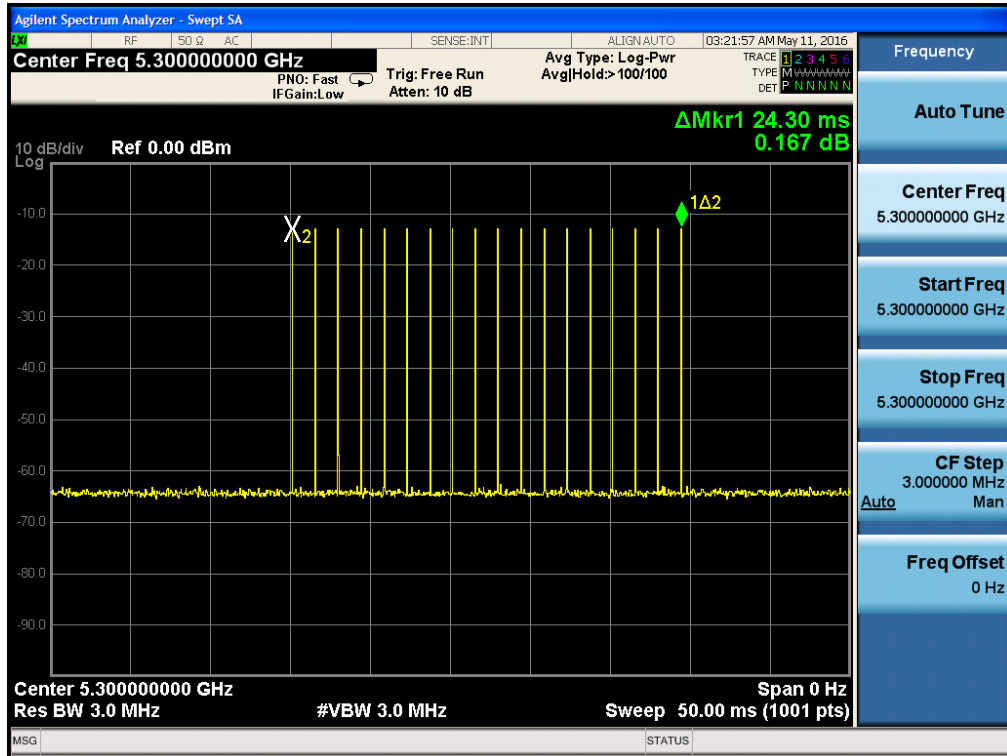 Agilent Spectrum Analyzer - Swept SA
LXI RF 50 Ω AC SENSE:INT ALIGN AUTO 03:21:57 AM May 11, 2016
Center Freq 5.300000000 GHz
PNO: Fast
IFGain:Low
Trig: Free Run
Atten: 10 dB
Avg Type: Log-Pwr
Avg|Hold:>100/100
TRACE 1 2 3 4 5 6
TYPE M
DET P N N N N N
ΔMkr1 24.30 ms
0.167 dB
10 dB/div
Log
Ref 0.00 dBm
1Δ2
X2
-10.0
-20.0
-30.0
-40.0
-50.0
-60.0
-70.0
-80.0
-90.0
Center 5.300000000 GHz
Span 0 Hz
Res BW 3.0 MHz
#VBW 3.0 MHz
Sweep 50.00 ms (1001 pts)
MSG
STATUS
Frequency
Auto Tune
Center Freq
5.300000000 GHz
Start Freq
5.300000000 GHz
Stop Freq
5.300000000 GHz
CF Step
3.000000 MHz
Auto Man
Freq Offset
0 Hz